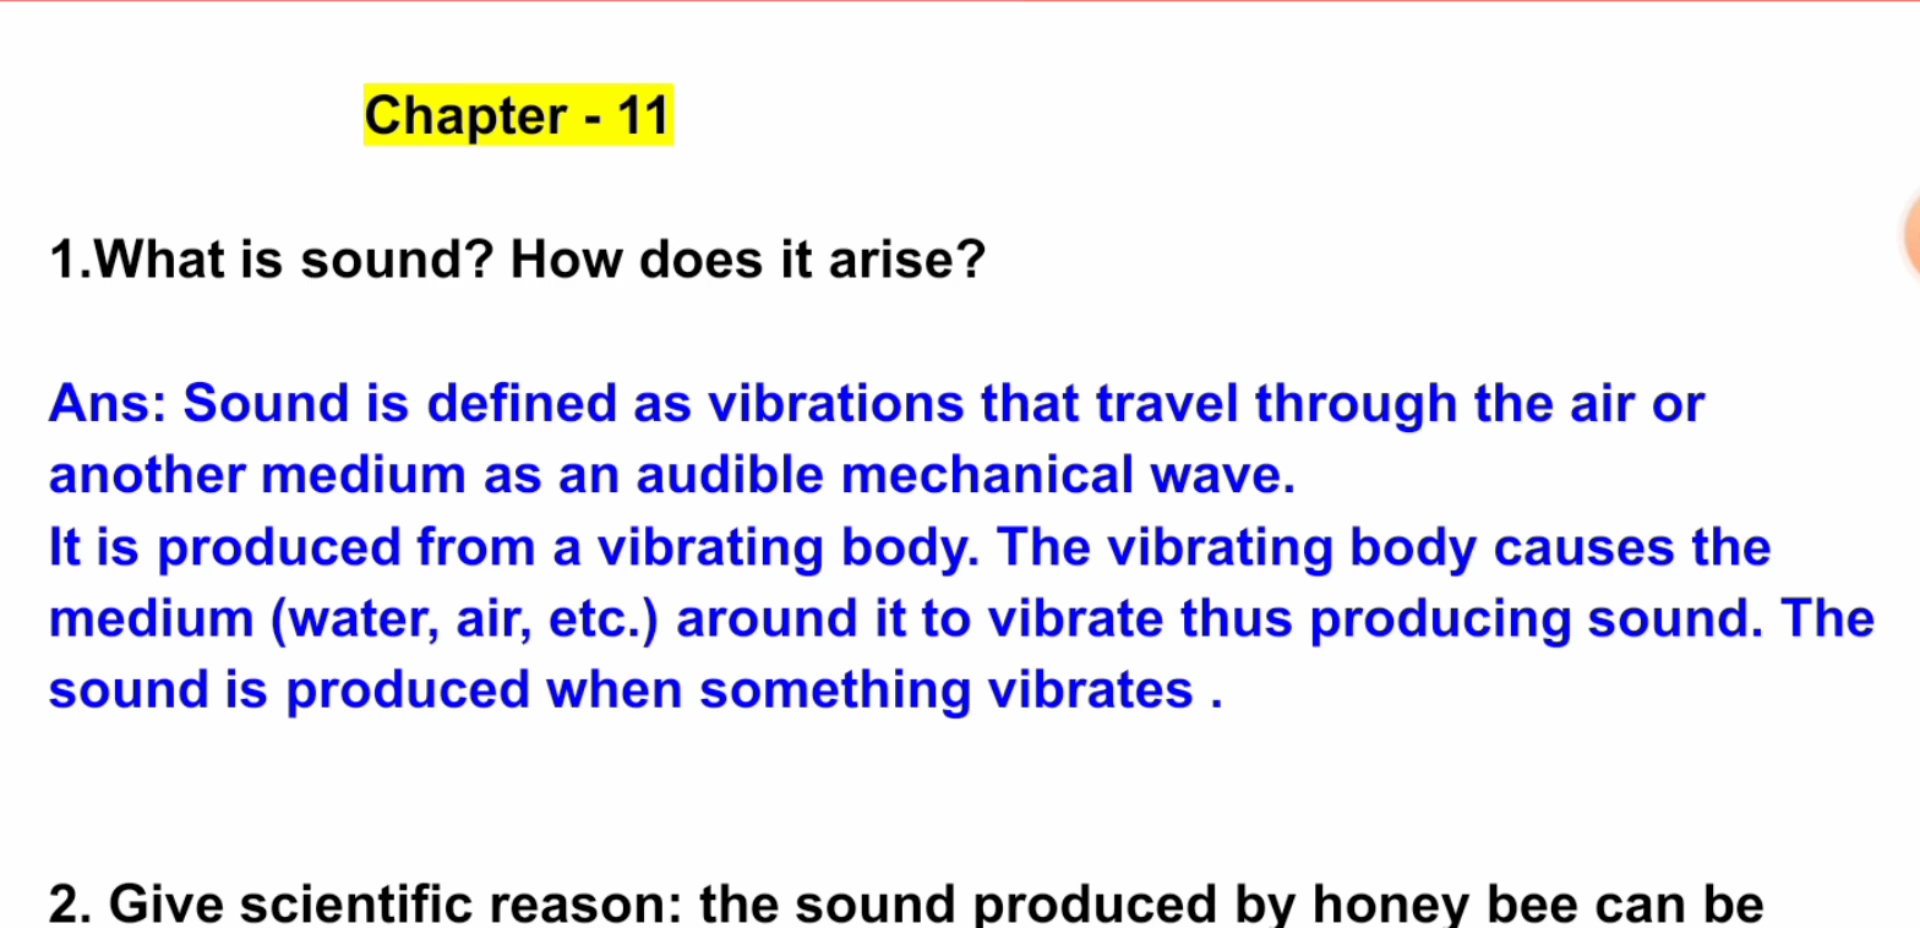 Chapter - 11
1.What is sound? How does it arise?
Ans: Sound is defined as vibrations that travel through the air or
another medium as an audible mechanical wave.
It is produced from a vibrating body. The vibrating body causes the
medium (water, air, etc.) around it to vibrate thus producing sound. The
sound is produced when something vibrates .
2. Give scientific reason: the sound produced by honey bee can be